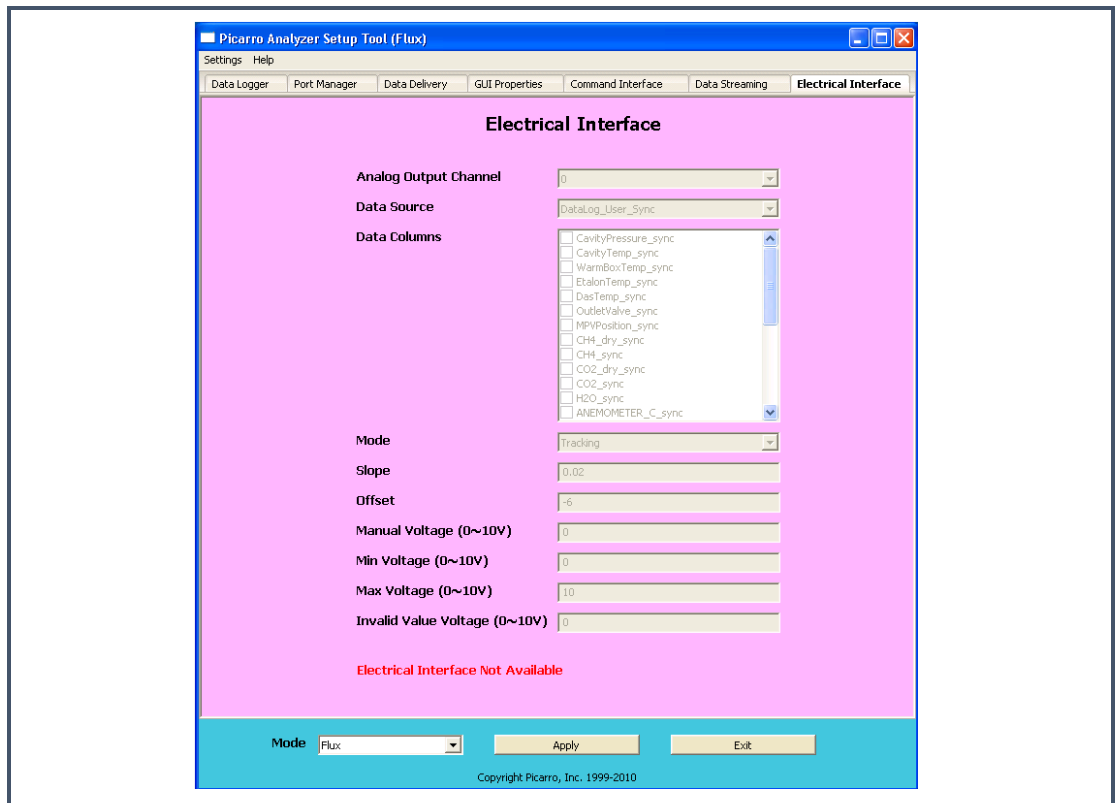 Picarro Analyzer Setup Tool (Flux)
Settings Help
Data Logger Port Manager Data Delivery GUI Properties Command Interface Data Streaming Electrical Interface
Electrical Interface
Analog Output Channel 0
Data Source DataLog_User_Sync
Data Columns CavityPressure_sync
CavityTemp_sync
WarmBoxTemp_sync
EtalonTemp_sync
DasTemp_sync
OutletValve_sync
MPVPosition_sync
CH4_dry_sync
CH4_sync
CO2_dry_sync
CO2_sync
H2O_sync
ANEMOMETER_C_sync
Mode Tracking
Slope 0.02
Offset -6
Manual Voltage (0~10V) 0
Min Voltage (0~10V) 0
Max Voltage (0~10V) 10
Invalid Value Voltage (0~10V) 0
Electrical Interface Not Available
Mode Flux Apply Exit
Copyright Picarro, Inc. 1999-2010